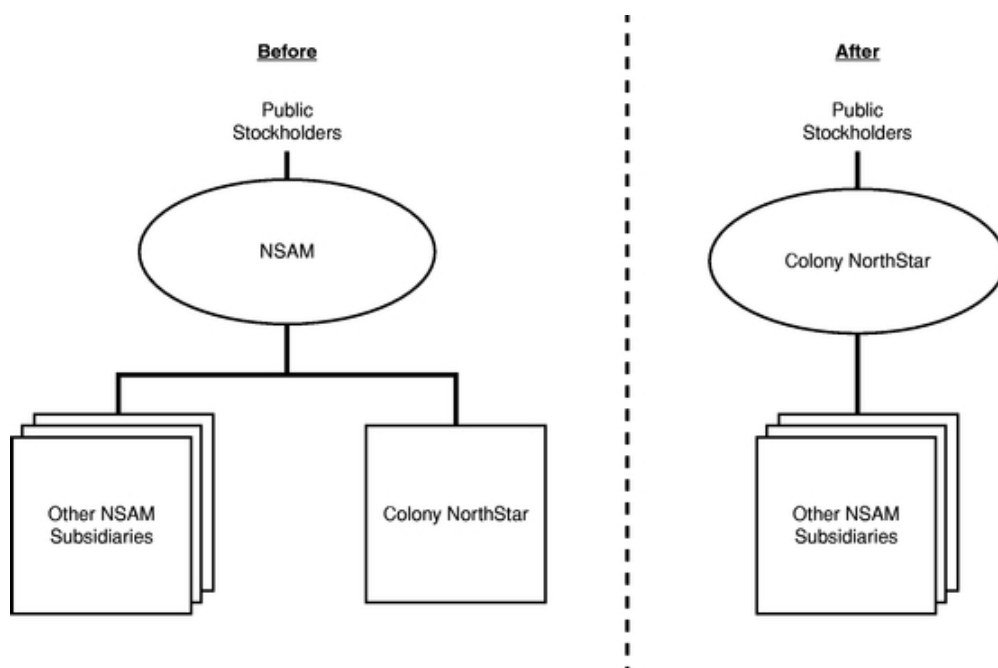 Before
Public
Stockholders
NSAM
Other NSAM
Subsidiaries
Colony NorthStar
After
Public
Stockholders
Colony NorthStar
Other NSAM
Subsidiaries